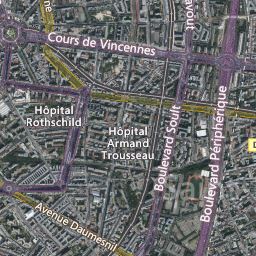 Cours de Vincennes
Hôpital
Rothschild
Hôpital
Armand
Trousseau
Boulevard Soult
Boulevard Périphérique
Avenue Daumesnil
D